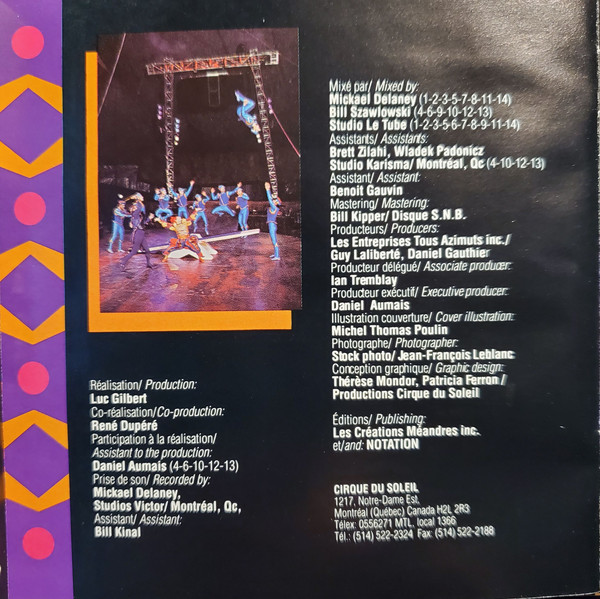 Réalisation/ Production:
Luc Gilbert
Co-réalisation/Co-production:
René Dupéré
Participation à la réalisation/
Assistant to the production:
Daniel Aumais (4-6-10-12-13)
Prise de son/ Recorded by:
Mickael Delaney,
Studios Victor/ Montréal, Qc,
Assistant/ Assistant:
Bill Kinal
Mixé par/ Mixed by:
Mickael Delaney (1-2-3-5-7-8-11-14)
Bill Szawlowski (4-6-9-10-12-13)
Studio Le Tube (1-2-3-5-6-7-8-9-11-14)
Assistants/ Assistants:
Brett Zilahi, Wladek Padonicz
Studio Karisma/ Montréal, Qc (4-10-12-13)
Assistant/ Assistant:
Benoit Gauvin
Mastering/ Mastering:
Bill Kipper/ Disque S.N.B.
Producteurs/ Producers:
Les Entreprises Tous Azimuts inc./
Guy Laliberté, Daniel Gauthier
Producteur délégué/ Associate producer:
Ian Tremblay
Producteur exécutif/ Executive producer:
Daniel Aumais
Illustration couverture/ Cover illustration:
Michel Thomas Poulin
Photographe/ Photographer:
Stock photo/ Jean-François Leblanc
Conception graphique/ Graphic design:
Thérèse Mondor, Patricia Ferron /
Productions Cirque du Soleil
Éditions/ Publishing:
Les Créations Méandres inc.
et/and: NOTATION
CIRQUE DU SOLEIL
1217, Notre-Dame Est,
Montréal (Québec) Canada H2L 2R3
Télex: 0556271 MTL, local 1366
Tél.: (514) 522-2324 Fax: (514) 522-2188